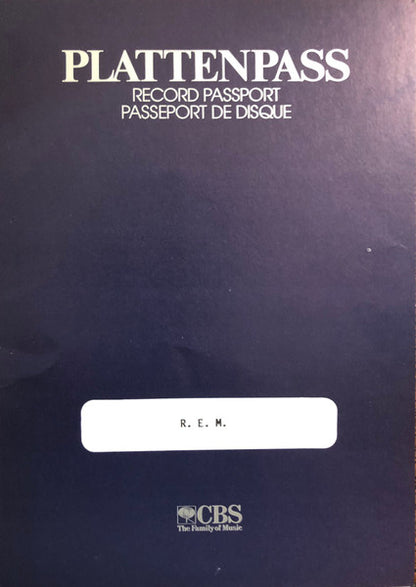 PLATTENPASS
RECORD PASSPORT
PASSEPORT DE DISQUE
R. E. M.
CBS
The Family of Music